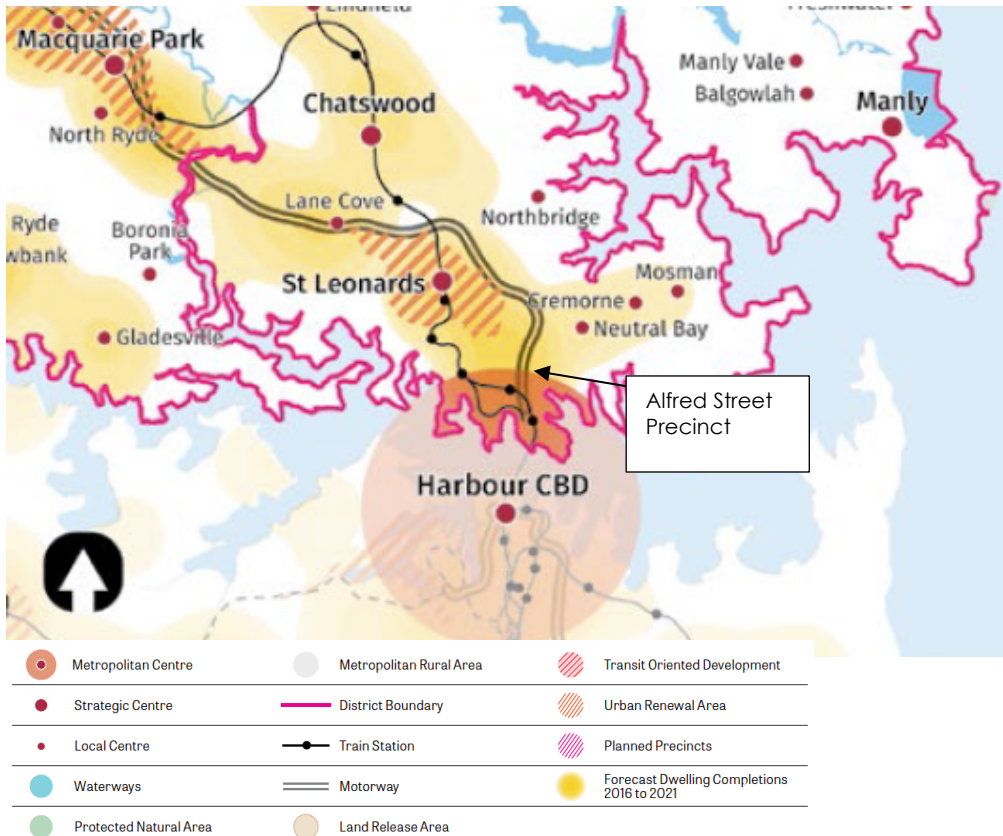 Lindfield
Freshwater
Macquarie Park
Manly Vale
Balgowlah
Manly
Chatswood
North Ryde
Lane Cove
Northbridge
Ryde
Boronia
Park
wbank
St Leonards
Mosman
Cremorne
Neutral Bay
Gladesville
Alfred Street
Precinct
Harbour CBD
Metropolitan Centre
Metropolitan Rural Area
Transit Oriented Development
Strategic Centre
District Boundary
Urban Renewal Area
Local Centre
Train Station
Planned Precincts
Waterways
Motorway
Forecast Dwelling Completions
2016 to 2021
Protected Natural Area
Land Release Area